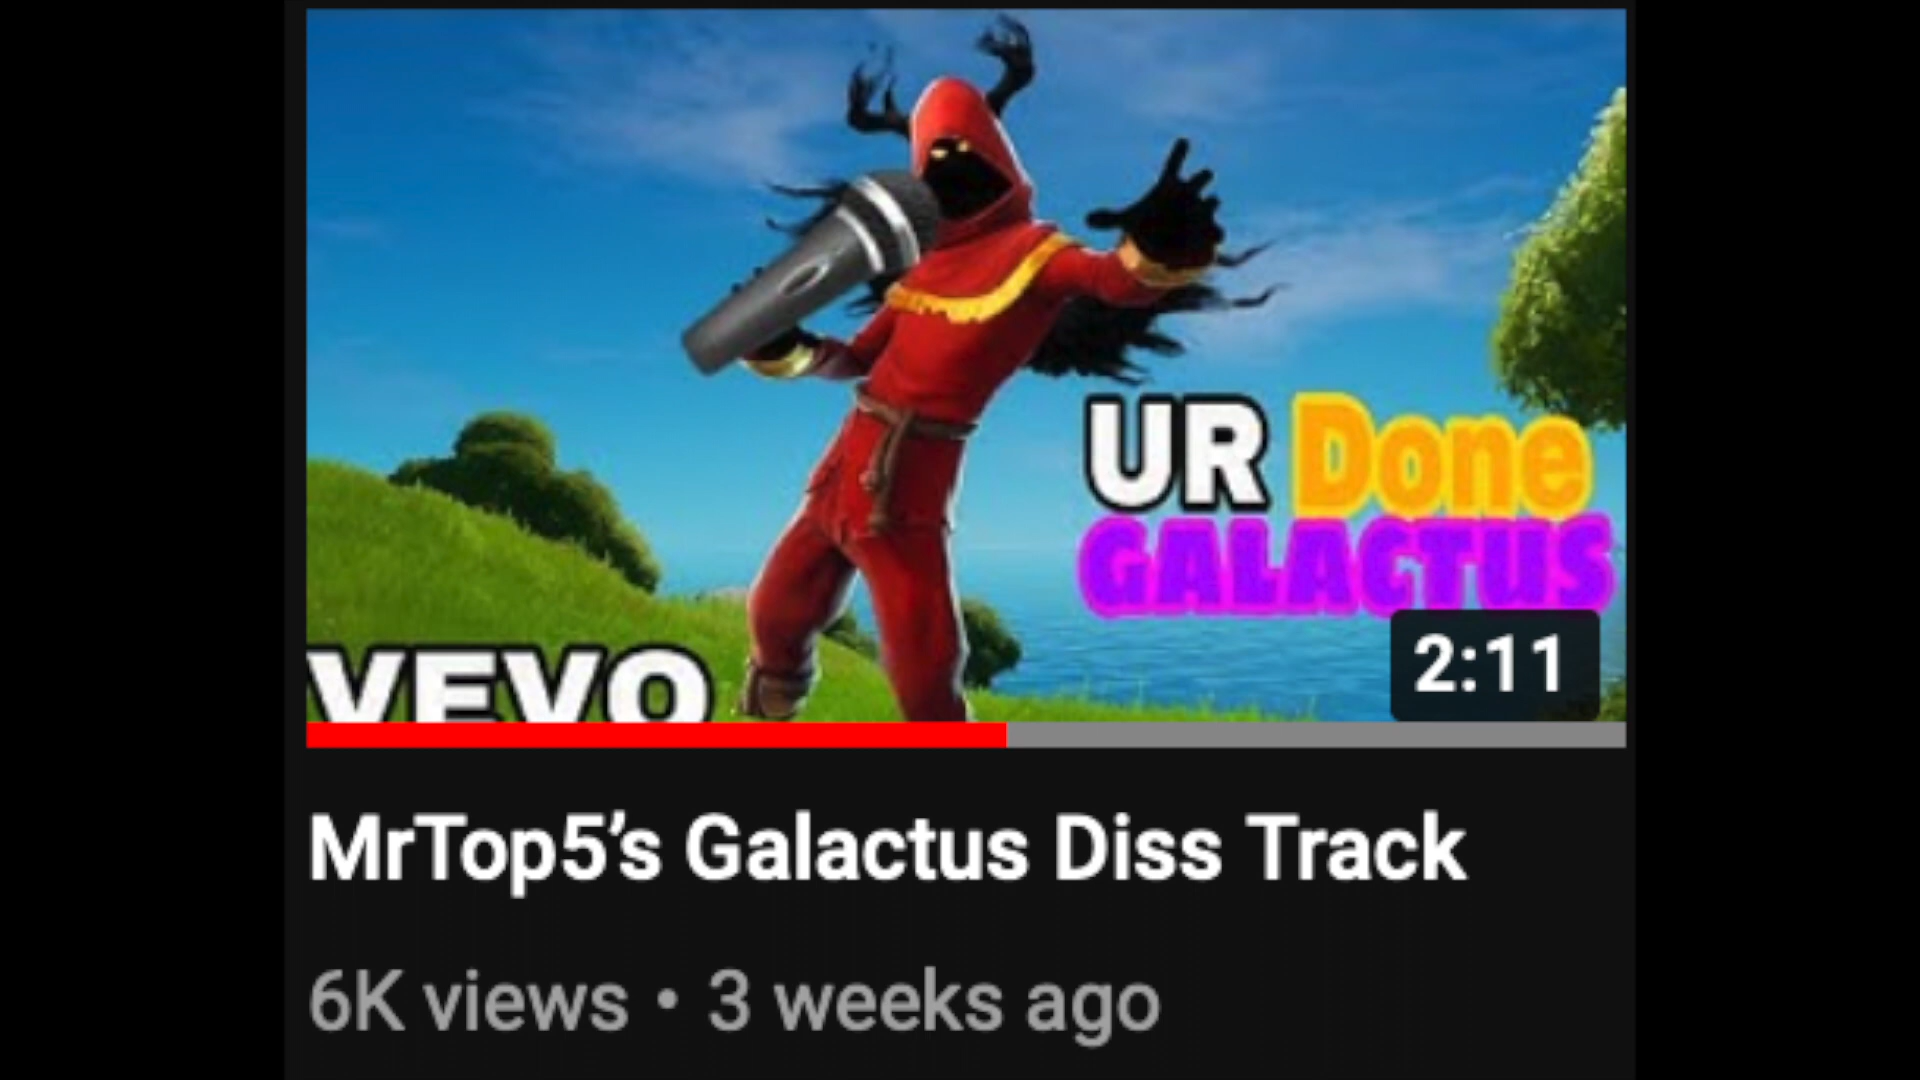 UR Done
GALACTUS
2:11
VEVO
MrTop5’s Galactus Diss Track
6K views • 3 weeks ago